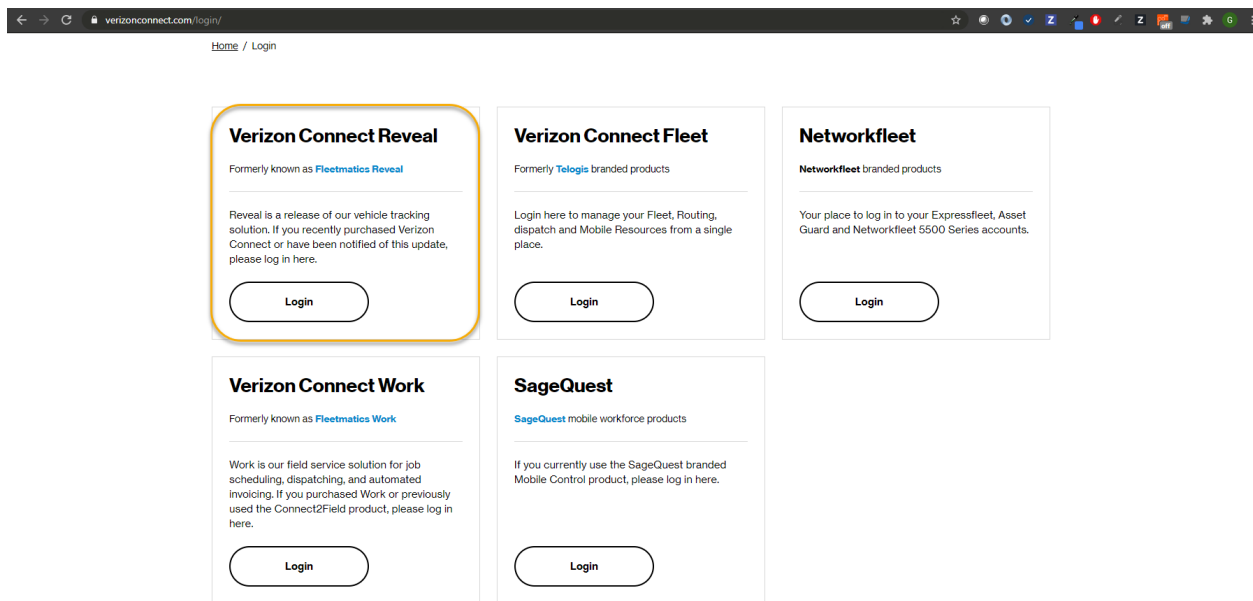 verizonconnect.com/login/
Z
Z
off
G
Home / Login
Verizon Connect Reveal
Formerly known as Fleetmatics Reveal
Reveal is a release of our vehicle tracking
solution. If you recently purchased Verizon
Connect or have been notified of this update,
please log in here.
Login
Verizon Connect Fleet
Formerly Telogis branded products
Login here to manage your Fleet, Routing,
dispatch and Mobile Resources from a single
place.
Login
Networkfleet
Networkfleet branded products
Your place to log in to your Expressfleet, Asset
Guard and Networkfleet 5500 Series accounts.
Login
Verizon Connect Work
Formerly known as Fleetmatics Work
Work is our field service solution for job
scheduling, dispatching, and automated
invoicing. If you purchased Work or previously
used the Connect2Field product, please log in
here.
Login
SageQuest
SageQuest mobile workforce products
If you currently use the SageQuest branded
Mobile Control product, please log in here.
Login